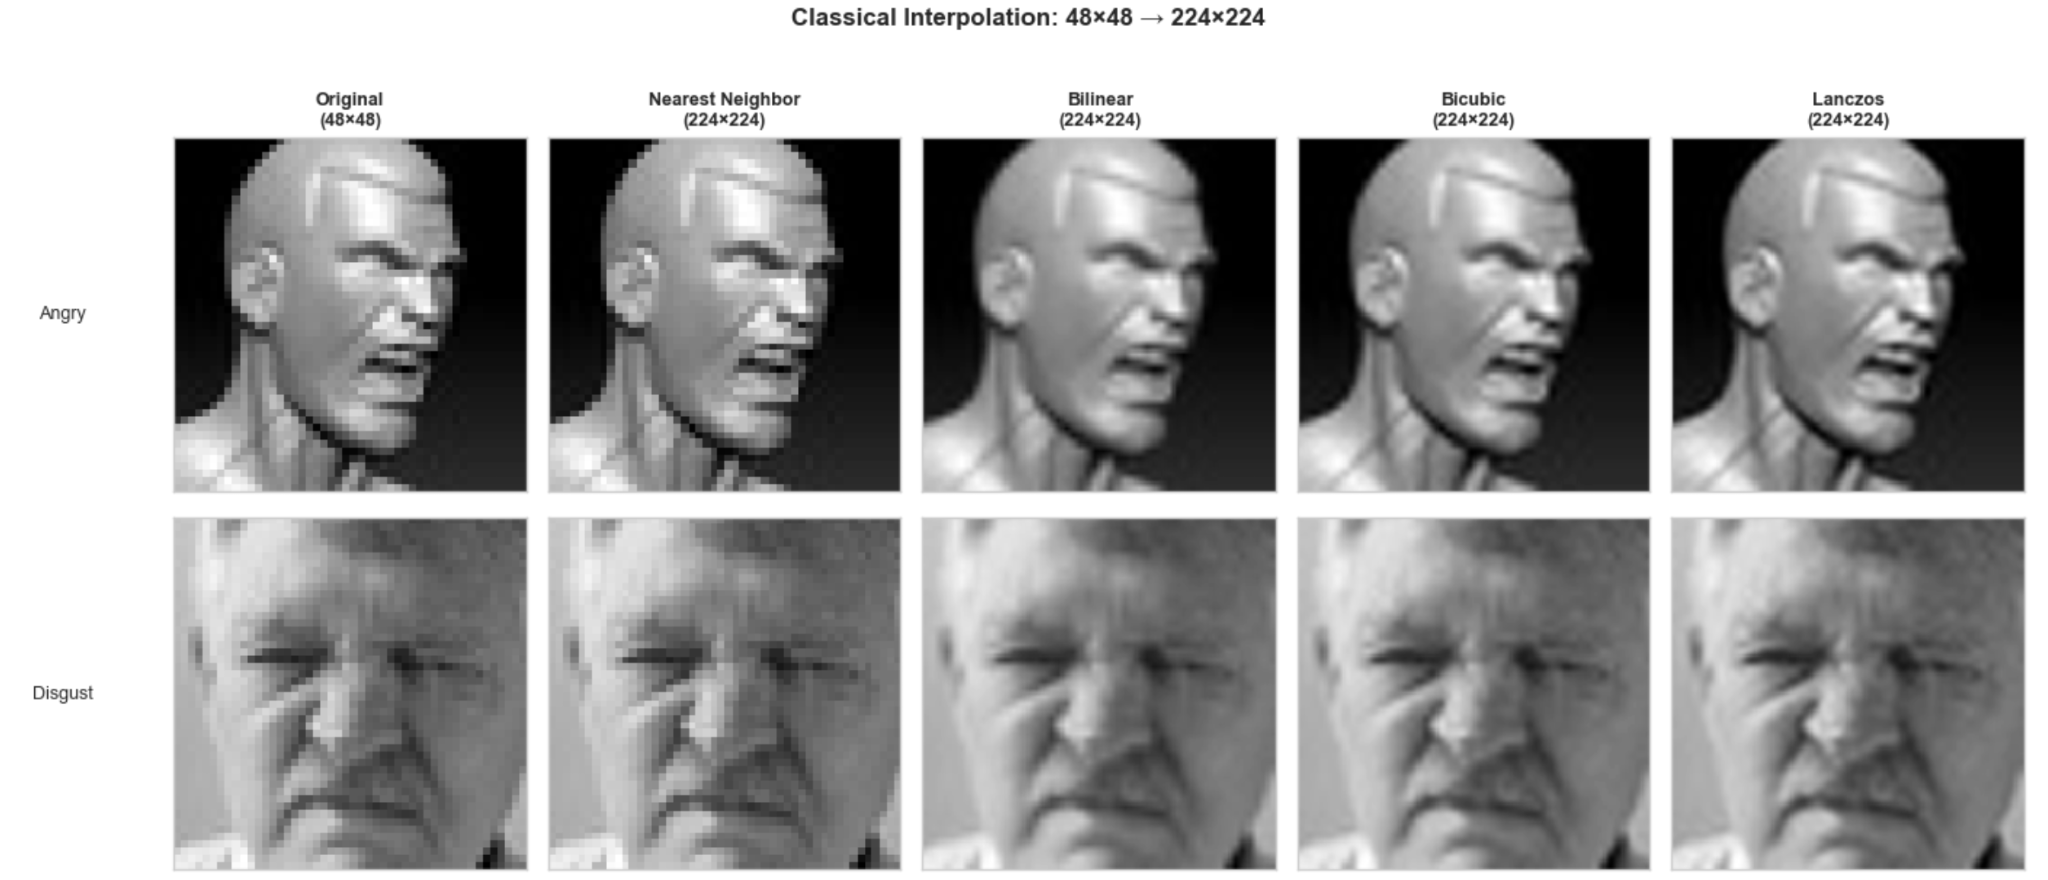 Classical Interpolation: 48×48 → 224×224
Original
(48×48)
Nearest Neighbor
(224×224)
Bilinear
(224×224)
Bicubic
(224×224)
Lanczos
(224×224)
Angry
Disgust